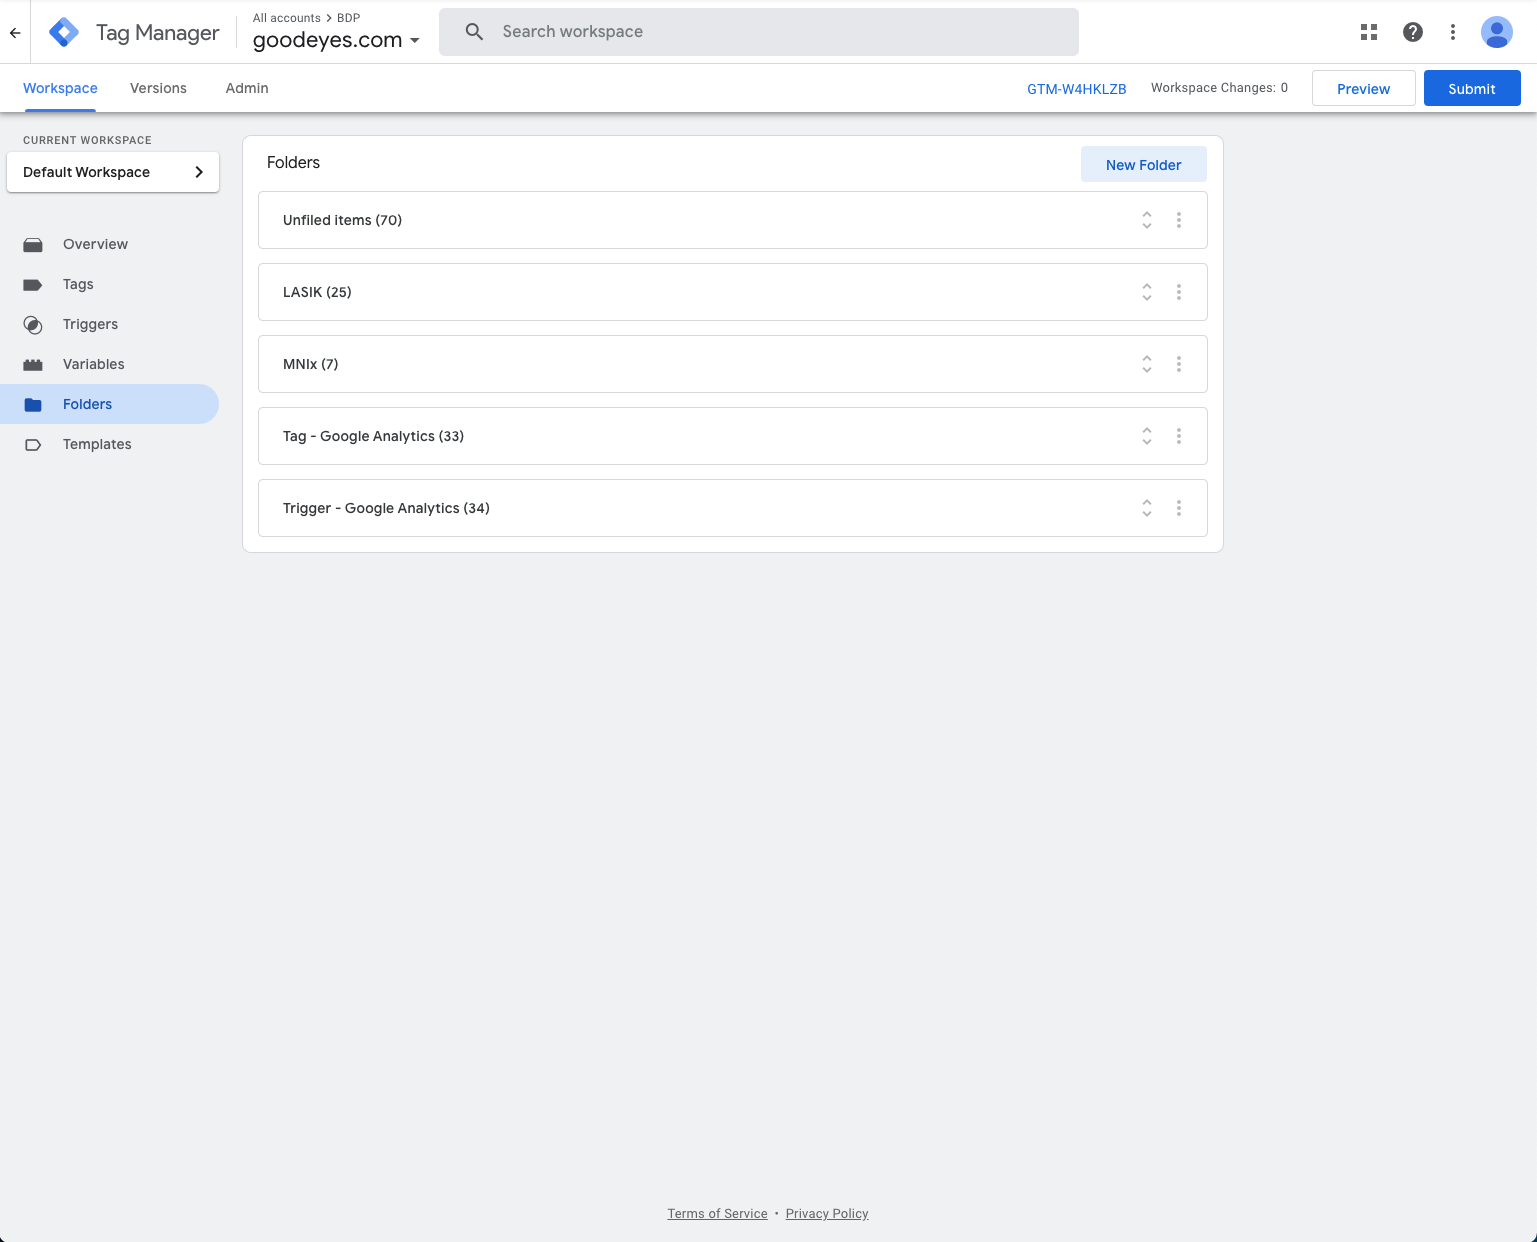 Tag Manager
All accounts > BDP
goodeyes.com
Search workspace
Workspace
Versions
Admin
GTM-W4HKLZB
Workspace Changes: 0
Preview
Submit
CURRENT WORKSPACE
Default Workspace
Overview
Tags
Triggers
Variables
Folders
Templates
Folders
New Folder
Unfiled items (70)
LASIK (25)
MNIx (7)
Tag - Google Analytics (33)
Trigger - Google Analytics (34)
Terms of Service • Privacy Policy